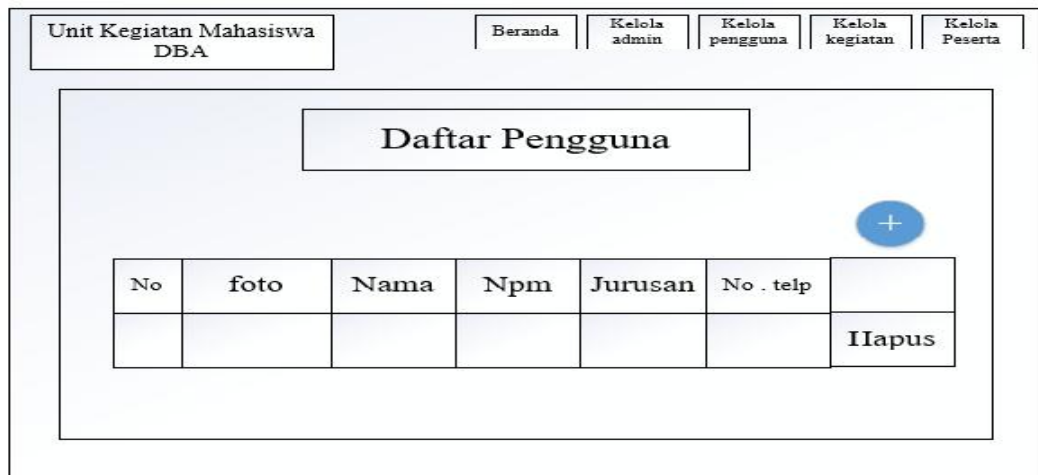 Unit Kegiatan Mahasiswa
DBA
Beranda
Kelola
admin
Kelola
pengguna
Kelola
kegiatan
Kelola
Peserta
Daftar Pengguna
+
No foto Nama Npm Jurusan No . telp
Hapus